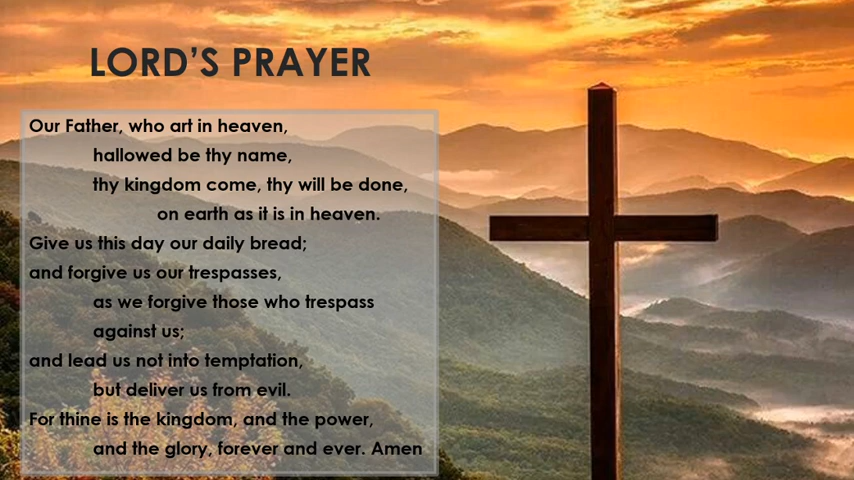 LORD’S PRAYER
Our Father, who art in heaven,
hallowed be thy name,
thy kingdom come, thy will be done,
on earth as it is in heaven.
Give us this day our daily bread;
and forgive us our trespasses,
as we forgive those who trespass
against us;
and lead us not into temptation,
but deliver us from evil.
For thine is the kingdom, and the power,
and the glory, forever and ever. Amen